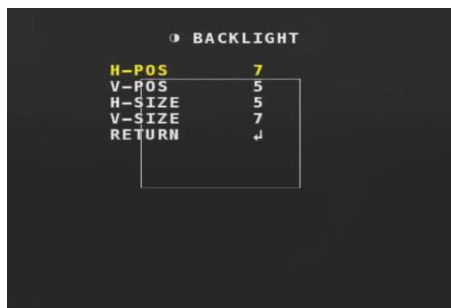 ◑ BACKLIGHT
H–POS 7
V–POS 5
H–SIZE 5
V–SIZE 7
RETURN ↲